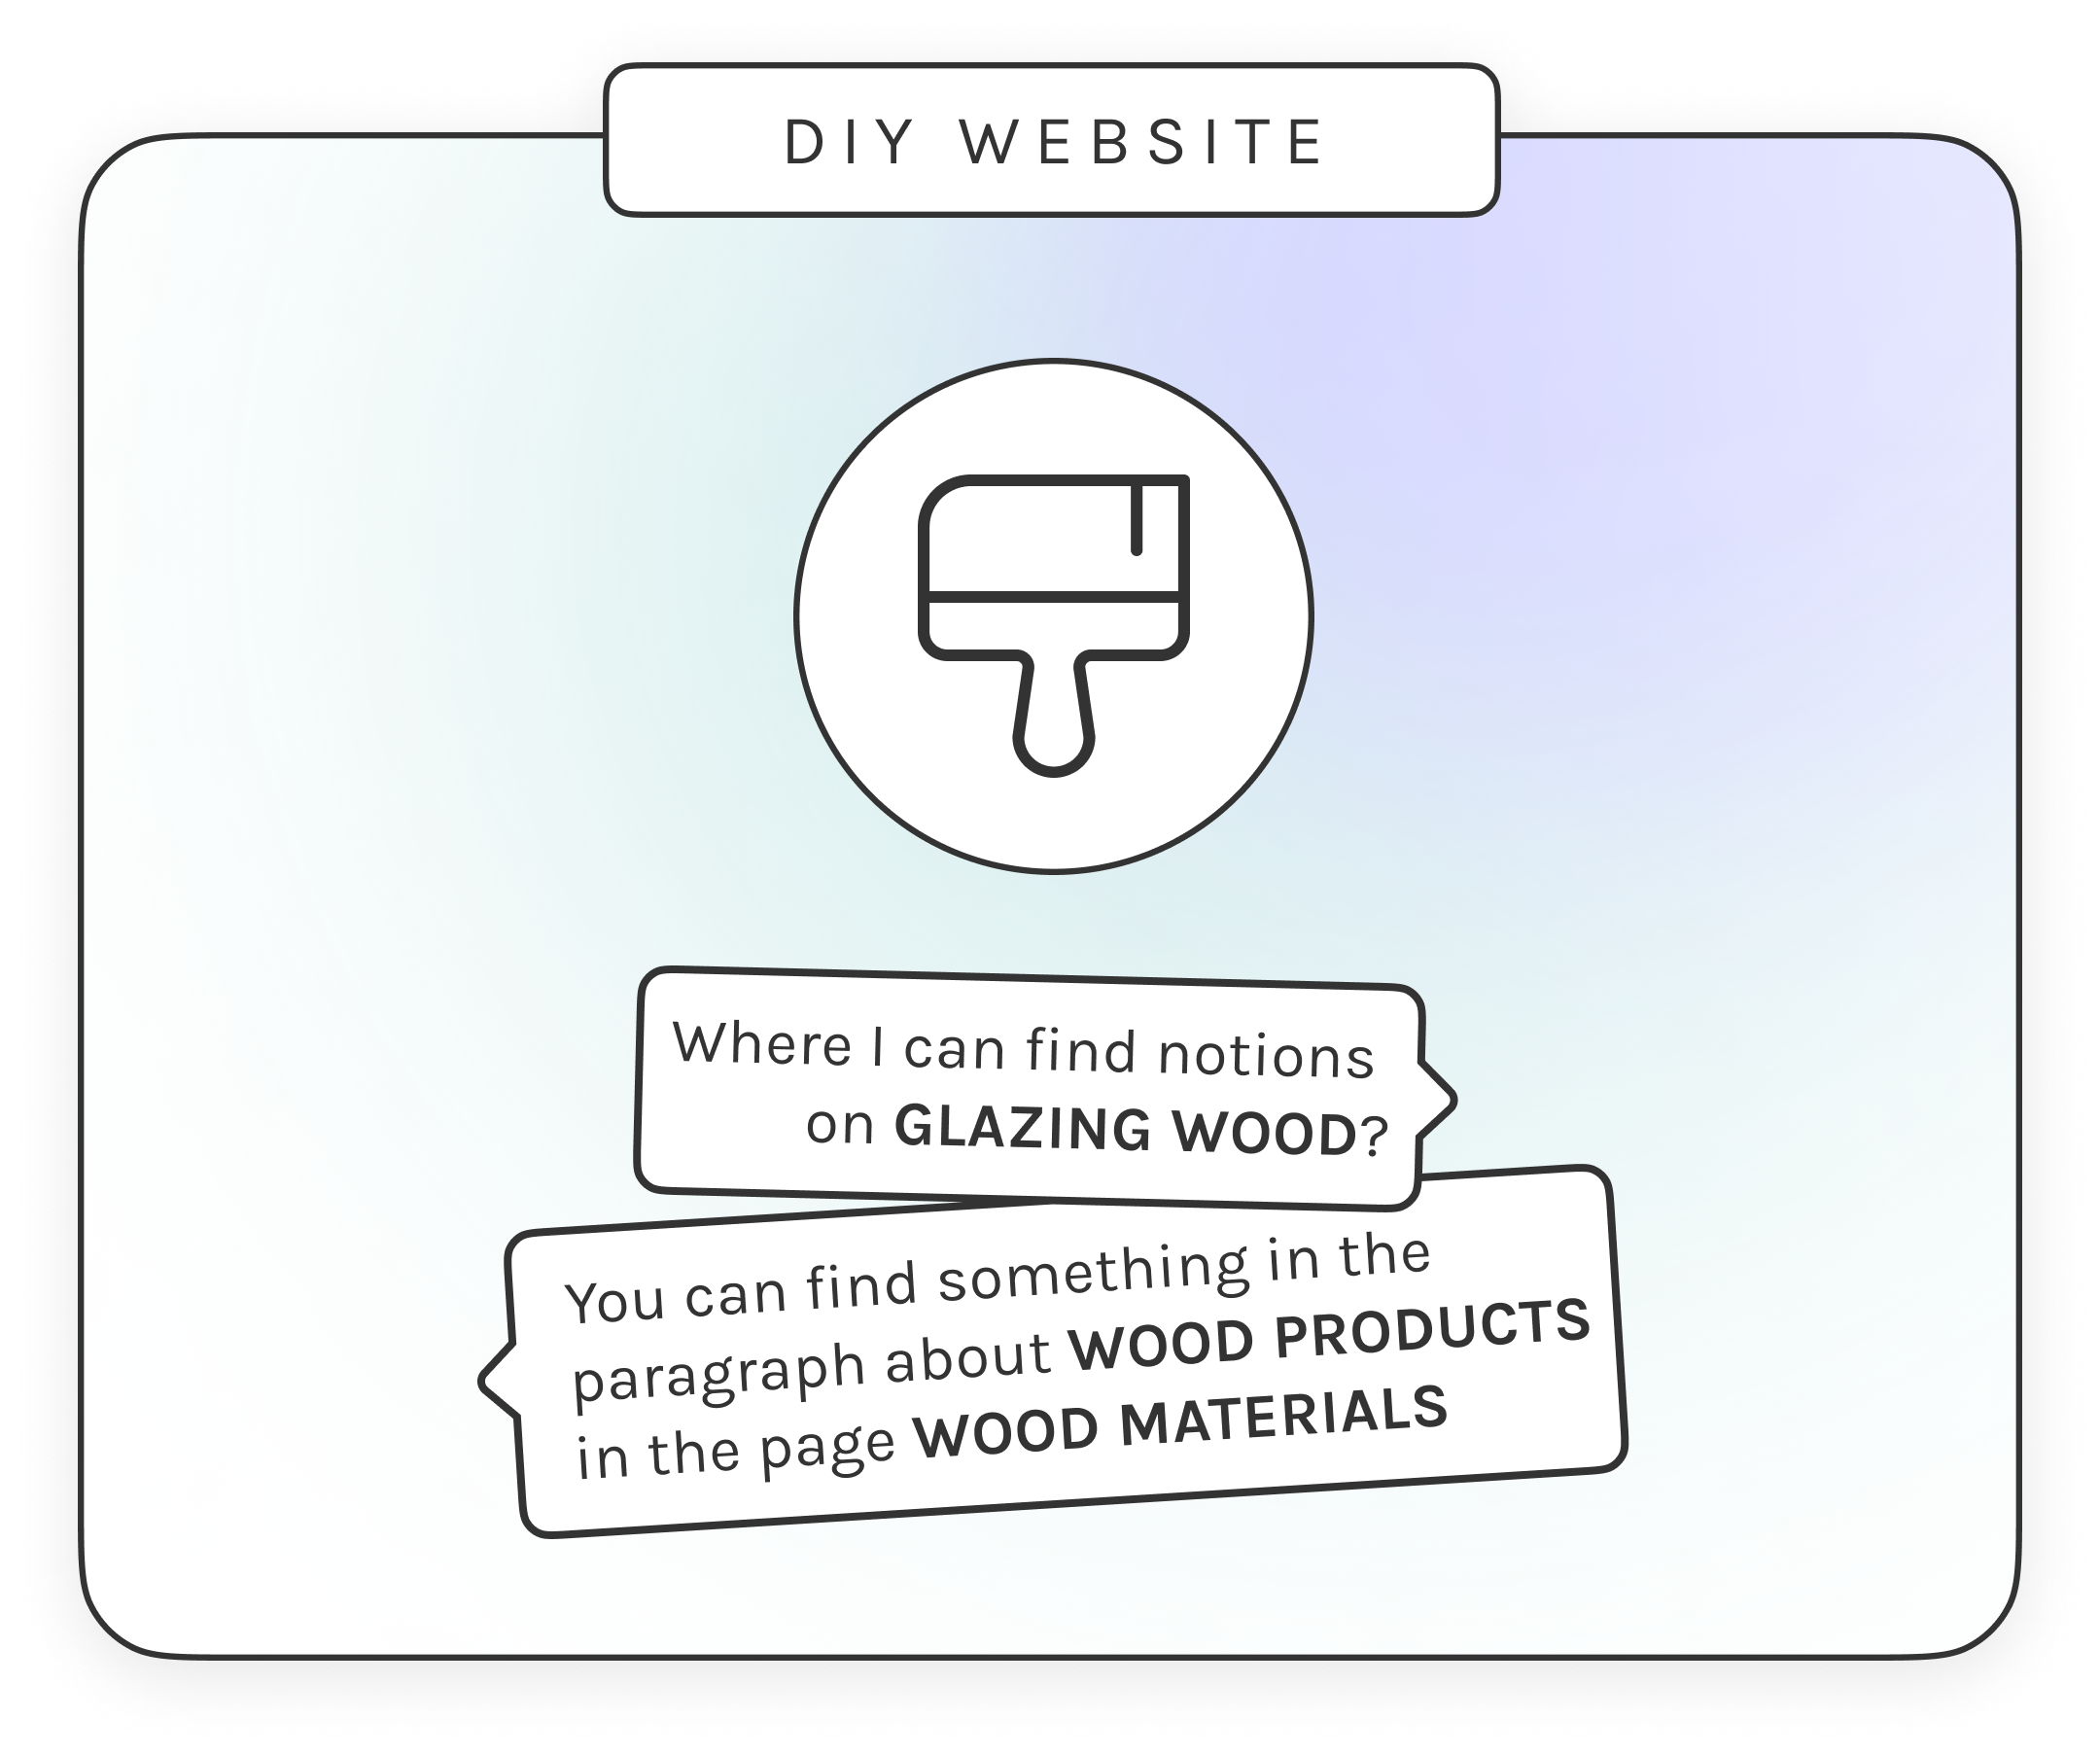 DIY WEBSITE
Where I can find notions
on GLAZING WOOD?
You can find something in the
paragraph about WOOD PRODUCTS
in the page WOOD MATERIALS